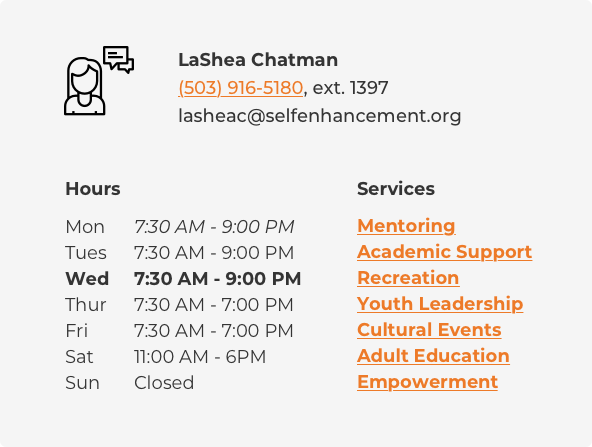 LaShea Chatman
(503) 916-5180, ext. 1397
lasheac@selfenhancement.org
Hours
Mon 7:30 AM - 9:00 PM
Tues 7:30 AM - 9:00 PM
Wed 7:30 AM - 9:00 PM
Thur 7:30 AM - 7:00 PM
Fri 7:30 AM - 7:00 PM
Sat 11:00 AM - 6PM
Sun Closed
Services
Mentoring
Academic Support
Recreation
Youth Leadership
Cultural Events
Adult Education
Empowerment